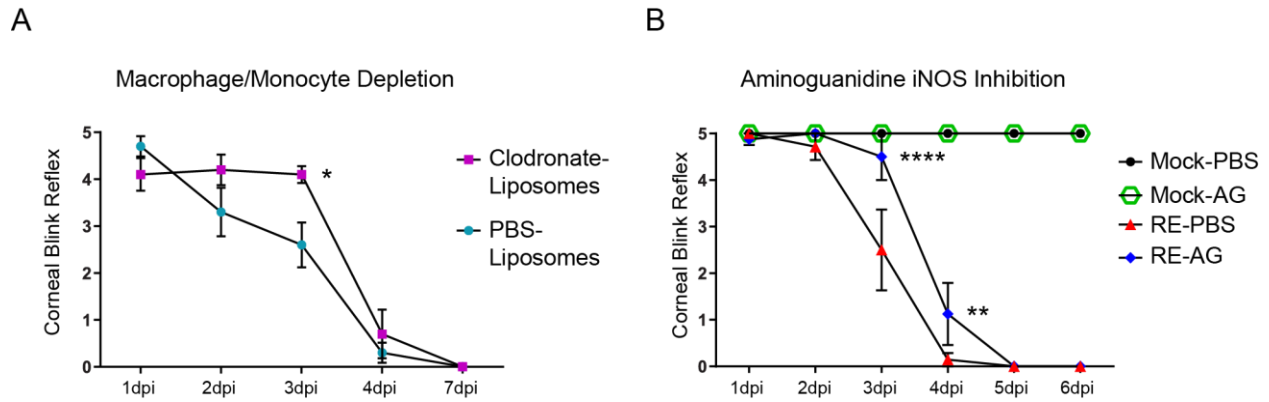 A
Macrophage/Monocyte Depletion
Corneal Blink Reflex
5
4
3
2
1
0
1dpi 2dpi 3dpi 4dpi 7dpi
*
Clodronate-
Liposomes
PBS-
Liposomes
B
Aminoguanidine iNOS Inhibition
Corneal Blink Reflex
5
4
3
2
1
0
1dpi 2dpi 3dpi 4dpi 5dpi 6dpi
****
**
Mock-PBS
Mock-AG
RE-PBS
RE-AG